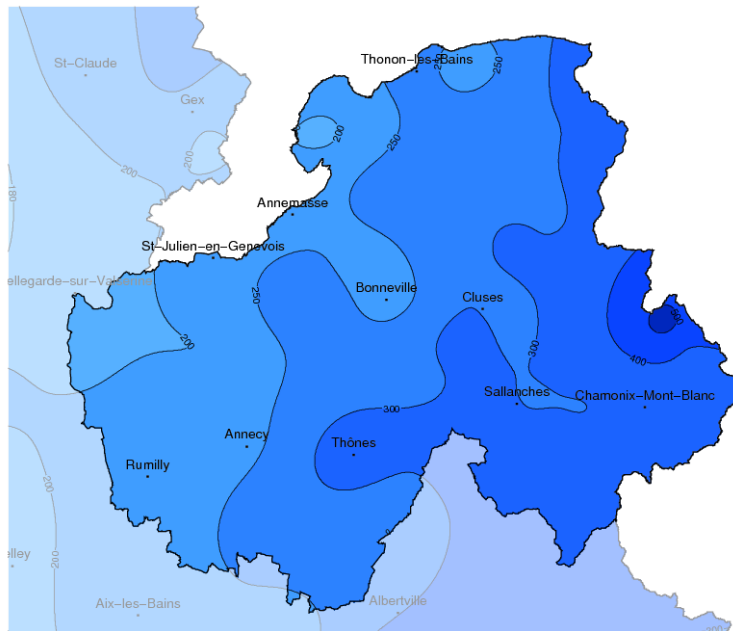 Thonon-les-Bains
St-Claude
250
250
Gex
200
250
200
200
180
Annemasse
St-Julien-en-Genevois
ellegarde-sur-Valserine
250
Bonneville
Cluses
500
200
300
400
Sallanches
Chamonix-Mont-Blanc
300
Annecy
Thônes
Rumilly
200
200
elley
Aix-les-Bains
Albertville